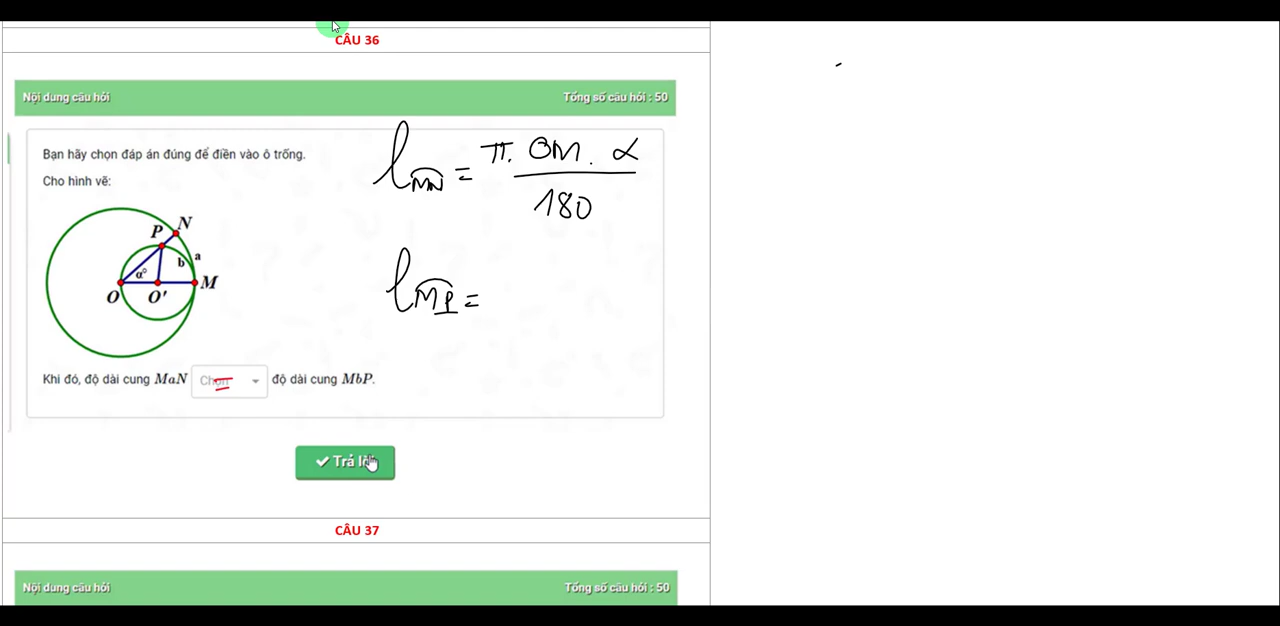 CÂU 36
Nội dung câu hỏi Tổng số câu hỏi : 50
Bạn hãy chọn đáp án đúng để điền vào ô trống.
Cho hình vẽ:
P N
b a
α°
O O' M
l MN = π. OM. α / 180
l MP =
Khi đó, độ dài cung MaN Chọn độ dài cung MbP.
Trả lời
CÂU 37
Nội dung câu hỏi Tổng số câu hỏi : 50